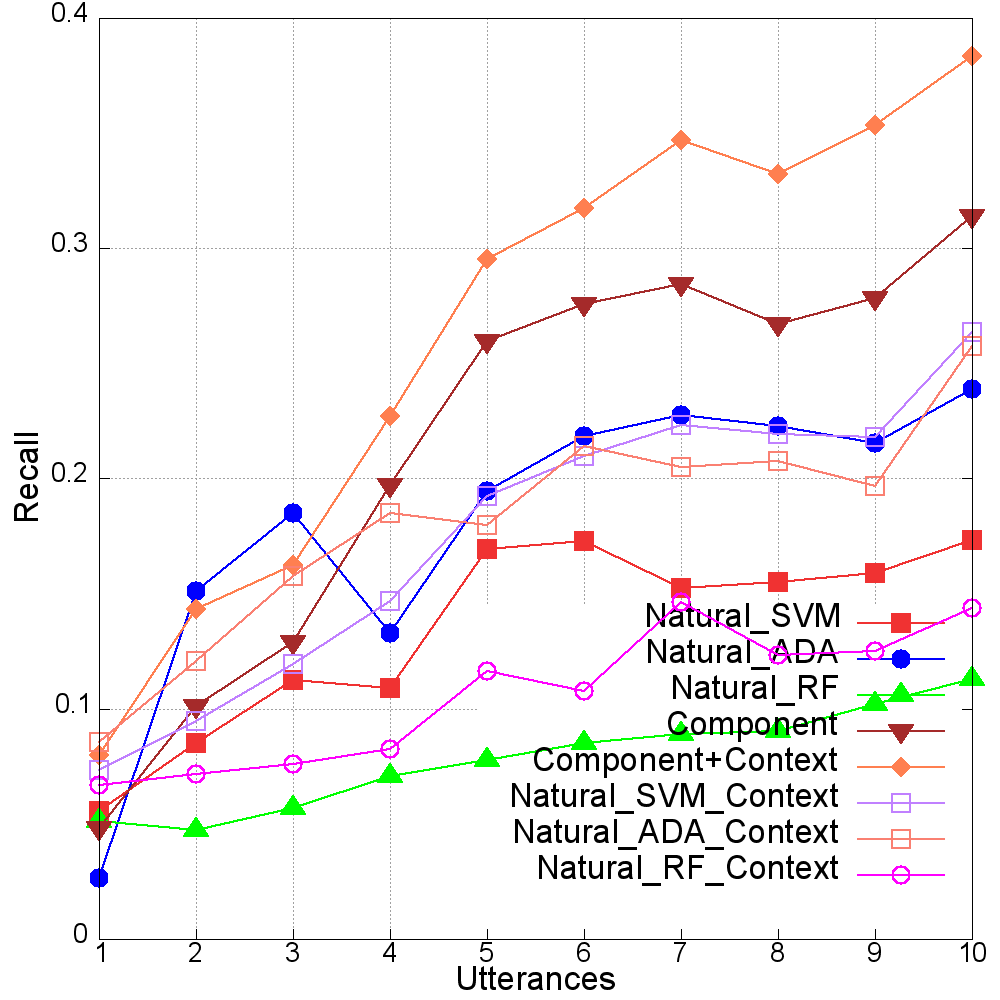 0.4
0.3
0.2
0.1
0
Recall
Natural_SVM
Natural_ADA
Natural_RF
Component
Component+Context
Natural_SVM_Context
Natural_ADA_Context
Natural_RF_Context
1 2 3 4 5 6 7 8 9 10
Utterances